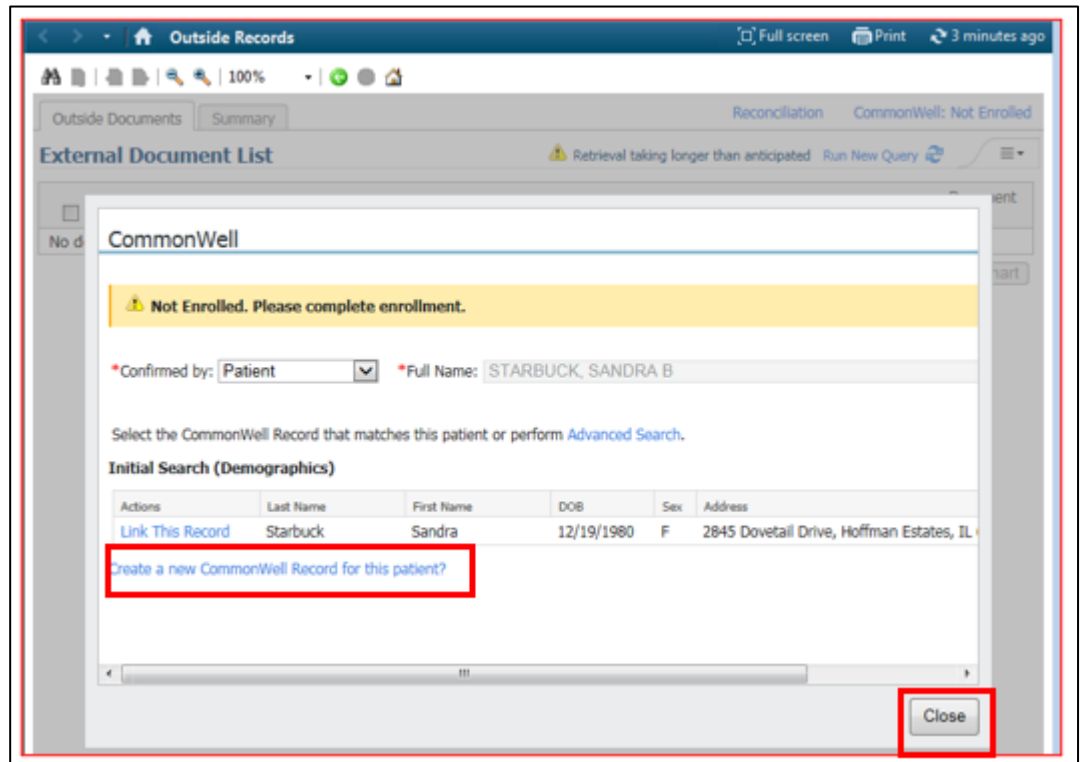 Outside Records Full screen Print 3 minutes ago
100%
Outside Documents Summary Reconciliation CommonWell: Not Enrolled
External Document List Retrieval taking longer than anticipated Run New Query
No d
CommonWell
Not Enrolled. Please complete enrollment.
*Confirmed by: Patient *Full Name: STARBUCK, SANDRA B
Select the CommonWell Record that matches this patient or perform Advanced Search.
Initial Search (Demographics)
Actions Last Name First Name DOB Sex Address
Link This Record Starbuck Sandra 12/19/1980 F 2845 Dovetail Drive, Hoffman Estates, IL
Create a new CommonWell Record for this patient?
Close